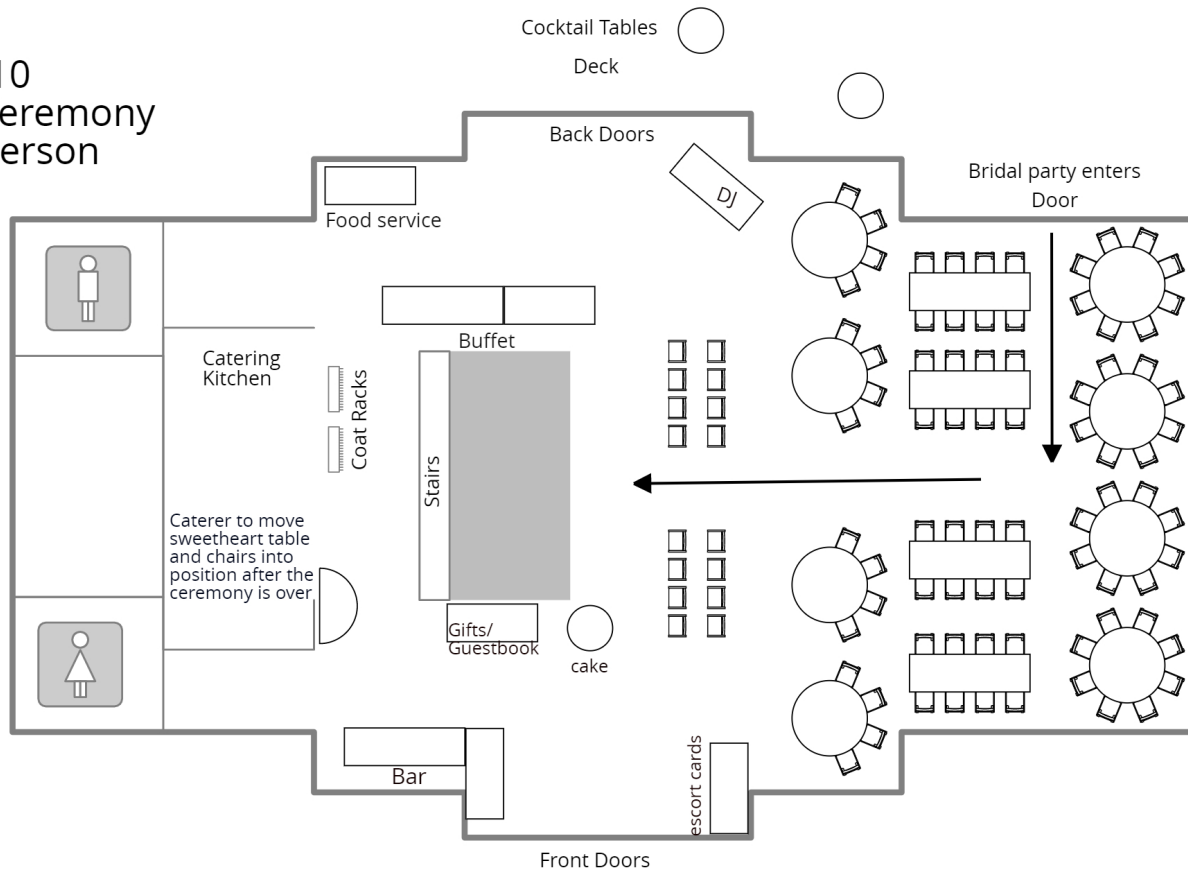 Cocktail Tables
Deck
10
eremony
erson
Back Doors
Bridal party enters
Door
DJ
Food service
Buffet
Catering
Kitchen
Coat Racks
Stairs
Caterer to move
sweetheart table
and chairs into
position after the
ceremony is over
Gifts/
Guestbook
cake
Bar
escort cards
Front Doors